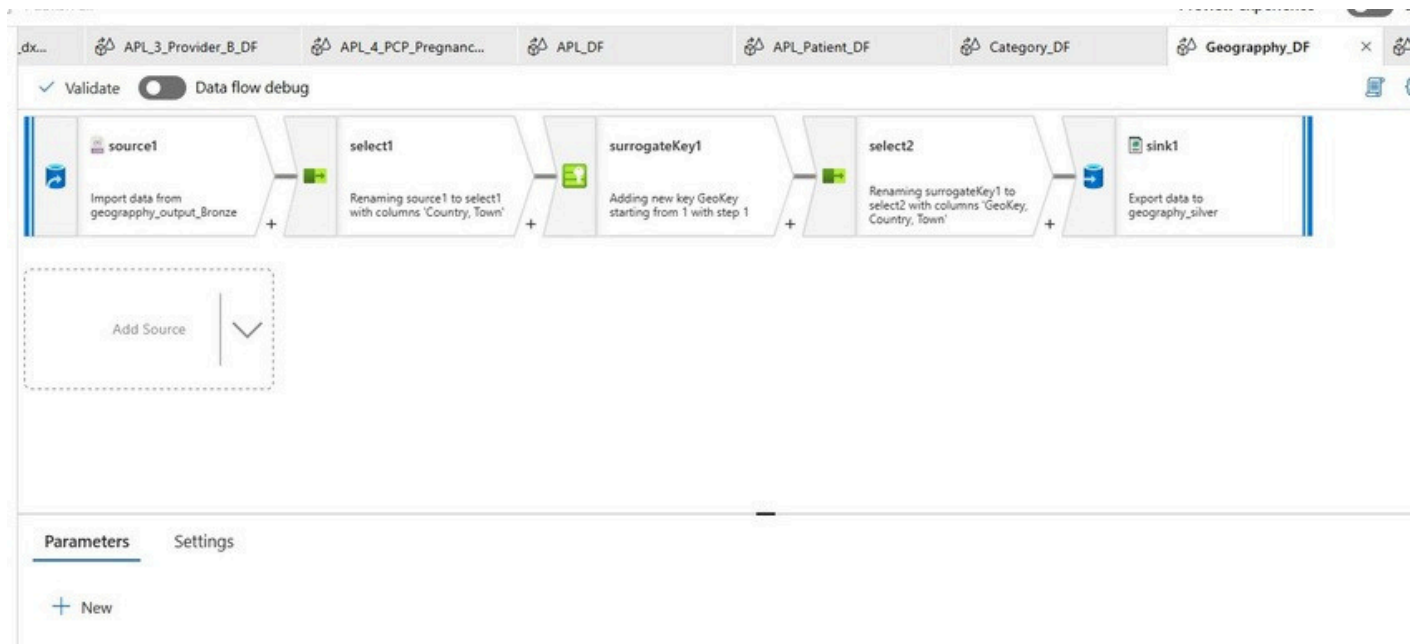 _dx...
APL_3_Provider_B_DF
APL_4_PCP_Pregnanc...
APL_DF
APL_Patient_DF
Category_DF
Geograpphy_DF
Validate
Data flow debug
source1
Import data from
geograpphy_output_Bronze
select1
Renaming source1 to select1
with columns 'Country, Town'
surrogateKey1
Adding new key GeoKey
starting from 1 with step 1
select2
Renaming surrogateKey1 to
select2 with columns 'GeoKey,
Country, Town'
sink1
Export data to
geography_silver
Add Source
Parameters
Settings
New